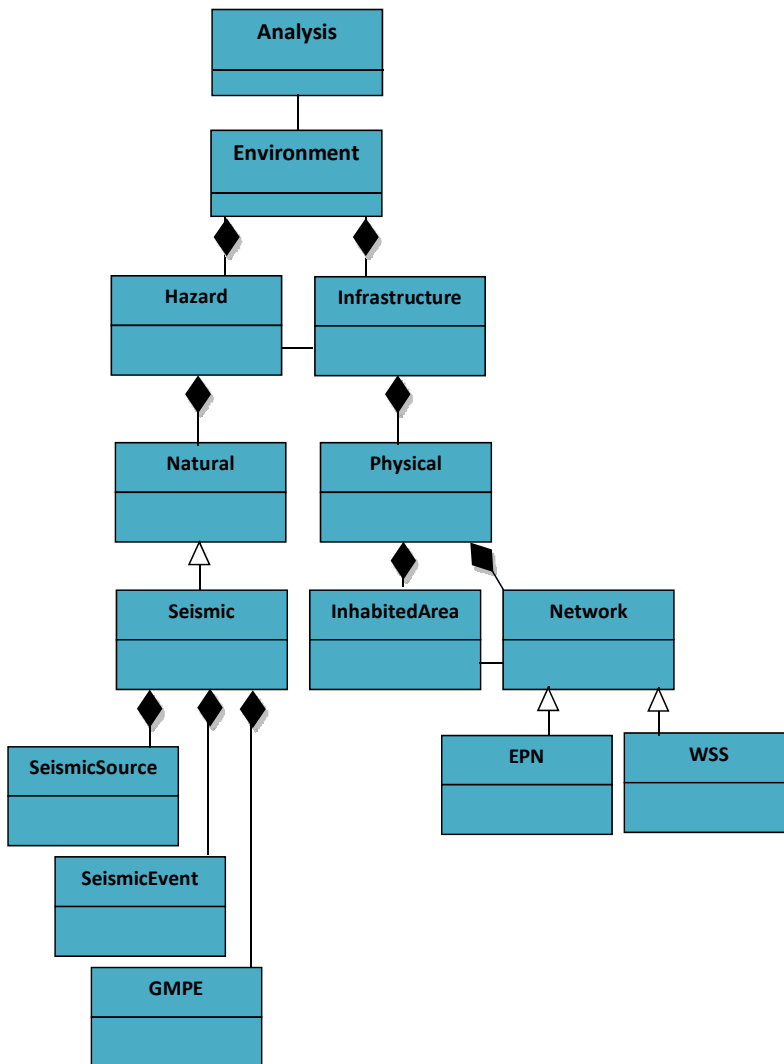 Analysis
Environment
Hazard
Infrastructure
Natural
Physical
Seismic
InhabitedArea
Network
SeismicSource
EPN
WSS
SeismicEvent
GMPE